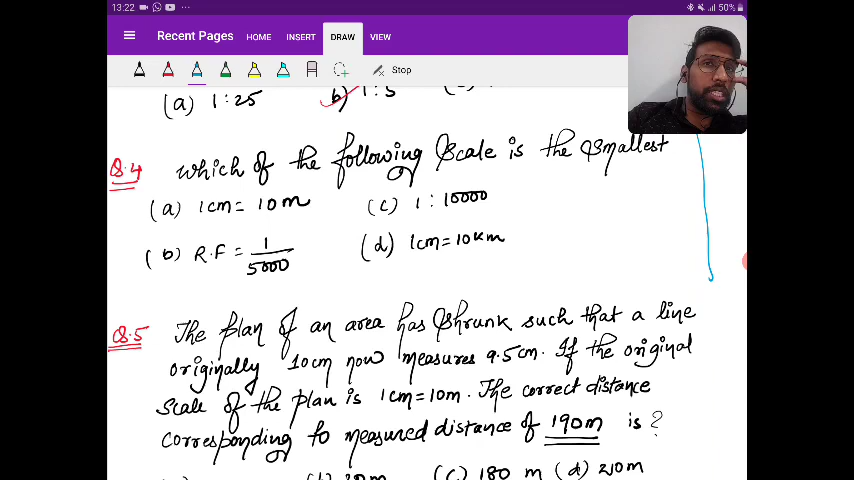 13:22
50%
Recent Pages HOME INSERT DRAW VIEW
Stop
(a) 1:25 b) 1:5
Q.4 which of the following Scale is the Smallest
(a) 1cm = 10m (c) 1 : 10000
(b) R.F = 1/5000 (d) 1cm = 10km
Q.5 The plan of an area has Shrunk such that a line
originally 10cm now measures 9.5cm. If the original
Scale of the plan is 1cm = 10m. The correct distance
corresponding to measured distance of 190m is ?
(c) 180 m (d) 210m